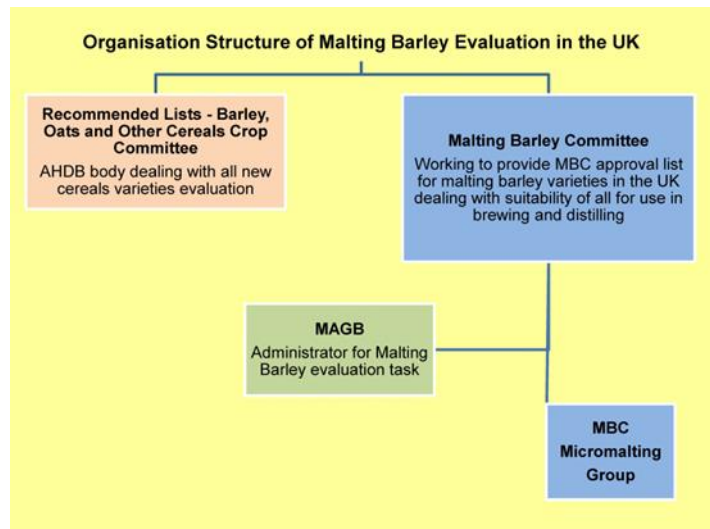 Organisation Structure of Malting Barley Evaluation in the UK
Recommended Lists - Barley,
Oats and Other Cereals Crop
Committee
AHDB body dealing with all new
cereals varieties evaluation
Malting Barley Committee
Working to provide MBC approval list
for malting barley varieties in the UK
dealing with suitability of all for use in
brewing and distilling
MAGB
Administrator for Malting
Barley evaluation task
MBC
Micromalting
Group